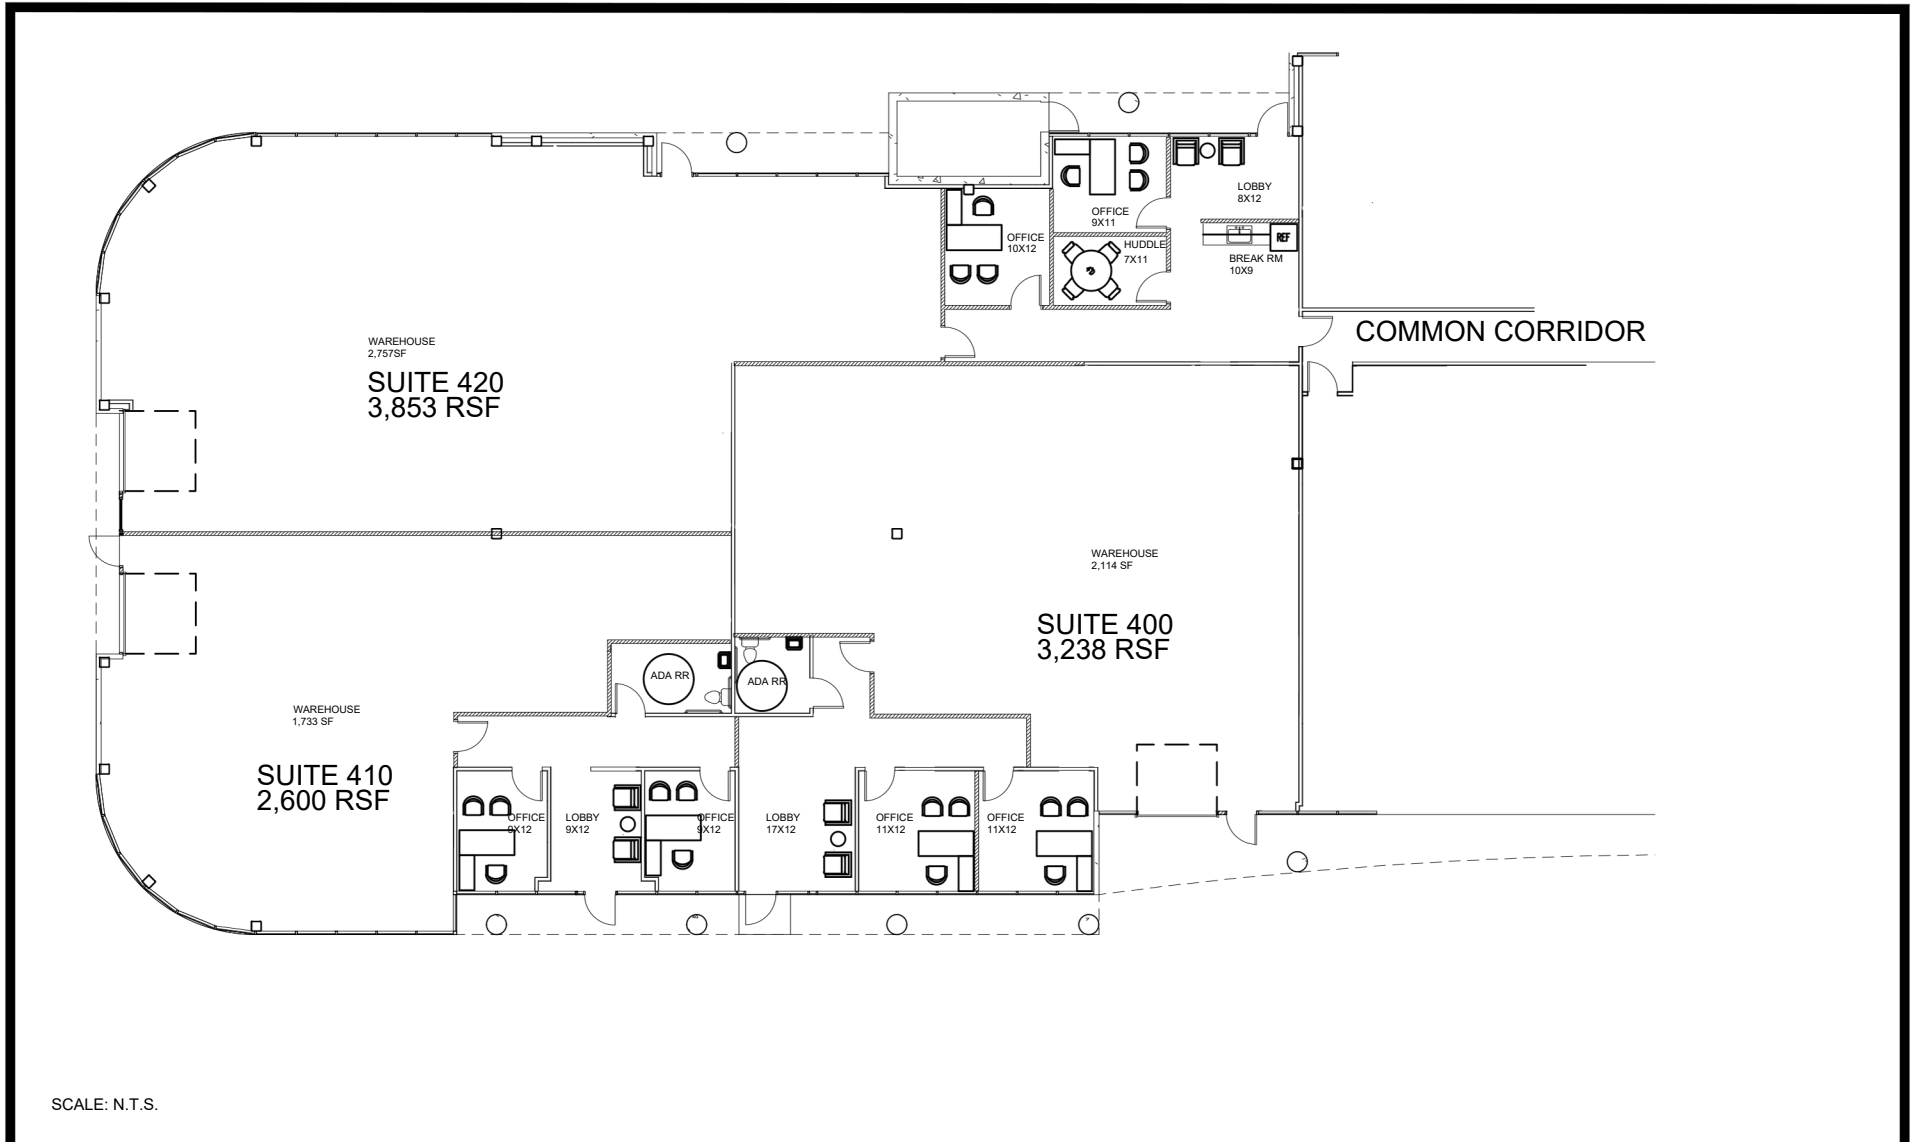 LOBBY
8X12
OFFICE
9X11
OFFICE
10X12
HUDDLE
7X11
REF
BREAK RM
10X9
COMMON CORRIDOR
WAREHOUSE
2,757SF
SUITE 420
3,853 RSF
WAREHOUSE
2,114 SF
SUITE 400
3,238 RSF
ADA RR
ADA RR
WAREHOUSE
1,733 SF
SUITE 410
2,600 RSF
OFFICE
9X12
LOBBY
9X12
OFFICE
9X12
LOBBY
17X12
OFFICE
11X12
OFFICE
11X12
SCALE: N.T.S.